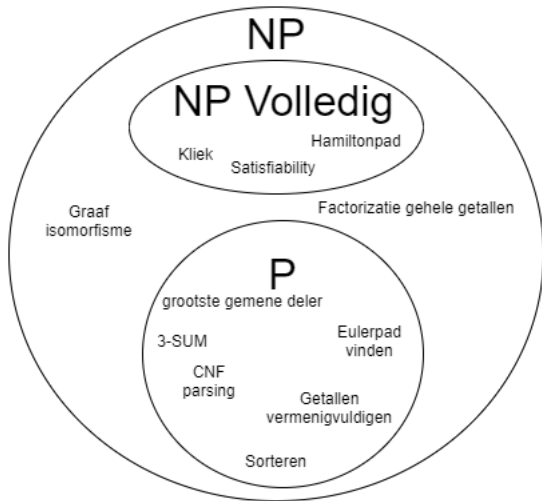 NP
NP Volledig
Hamiltonpad
Kliek
Satisfiability
Graaf
isomorfisme
Factorizatie gehele getallen
P
grootste gemene deler
3-SUM
Eulerpad
vinden
CNF
parsing
Getallen
vermenigvuldigen
Sorteren